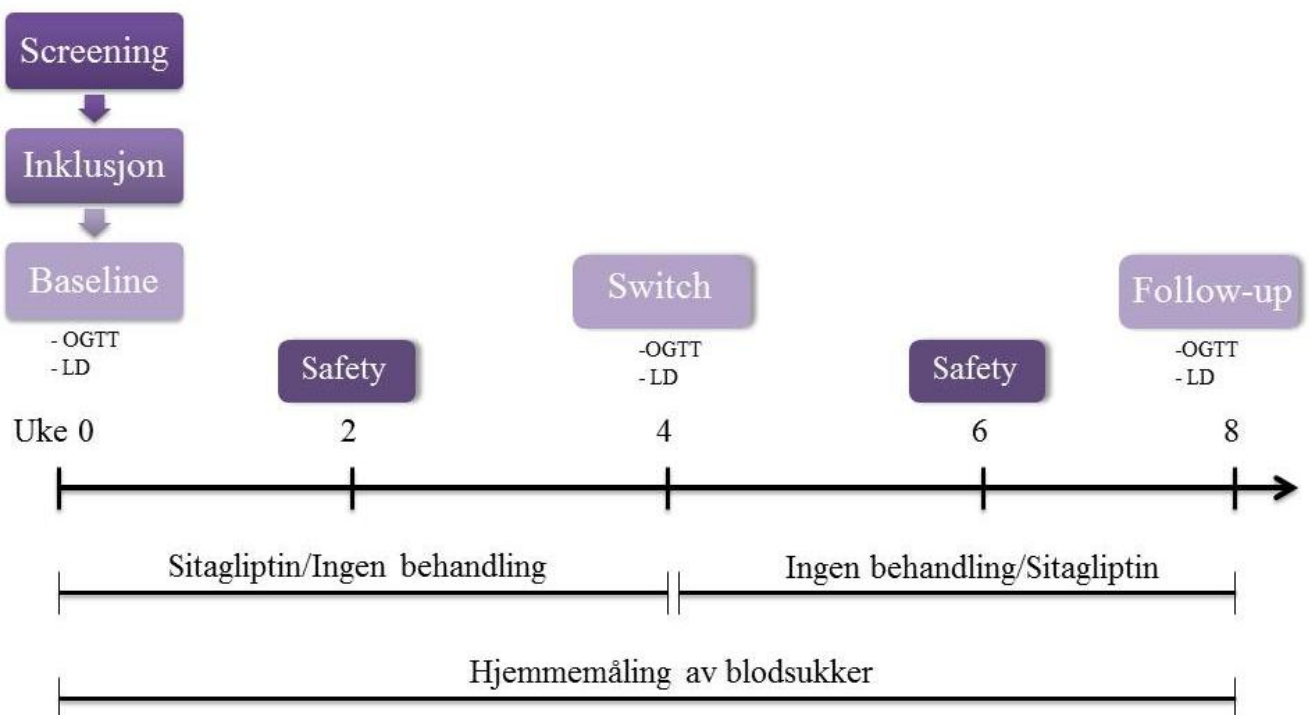 Screening
Inklusjon
Baseline
- OGTT
- LD
Safety
Switch
-OGTT
- LD
Safety
Follow-up
-OGTT
- LD
Uke 0
2
4
6
8
Sitagliptin/Ingen behandling
Ingen behandling/Sitagliptin
Hjemmemåling av blodsukker